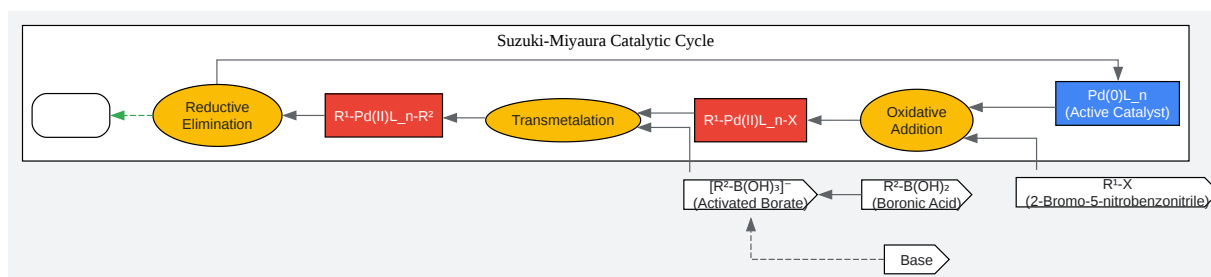 Suzuki-Miyaura Catalytic Cycle
Reductive
Elimination
R¹-Pd(II)L_n-R²
Transmetalation
R¹-Pd(II)L_n-X
Oxidative
Addition
Pd(0)L_n
(Active Catalyst)
[R²-B(OH)₃]⁻
(Activated Borate)
R²-B(OH)₂
(Boronic Acid)
R¹-X
(2-Bromo-5-nitrobenzonitrile)
Base